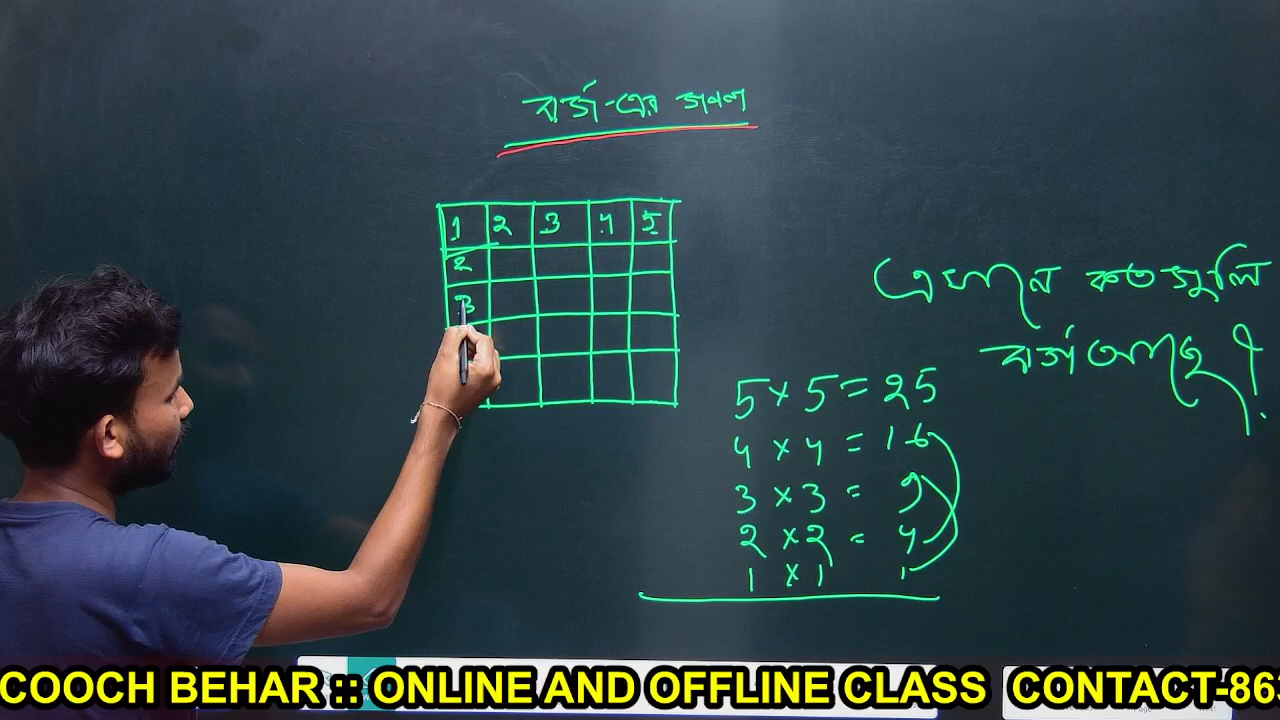 বর্গ-এর
1 2 3 4 5
2
3
এখানে কতগুলি
বর্গ আছে ?
5 × 5 = 25
4 × 4 = 16
3 × 3 = 9
2 × 2 = 4
1 × 1 1
COOCH BEHAR :: ONLINE AND OFFLINE CLASS CONTACT-86